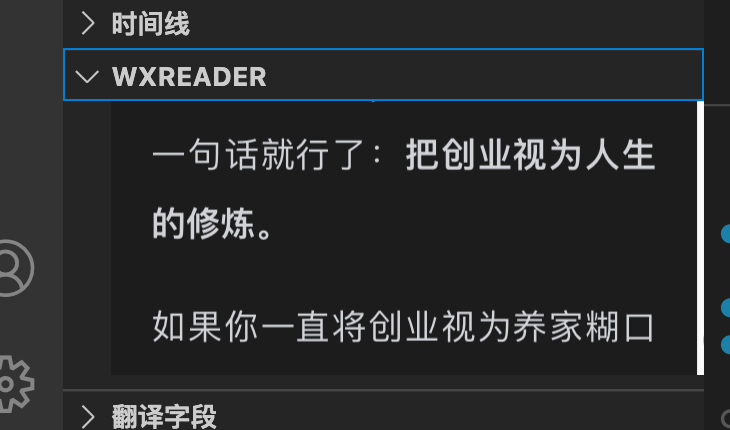 时间线
WXREADER
一句话就行了：把创业视为人生
的修炼。
如果你一直将创业视为养家糊口
翻译字段